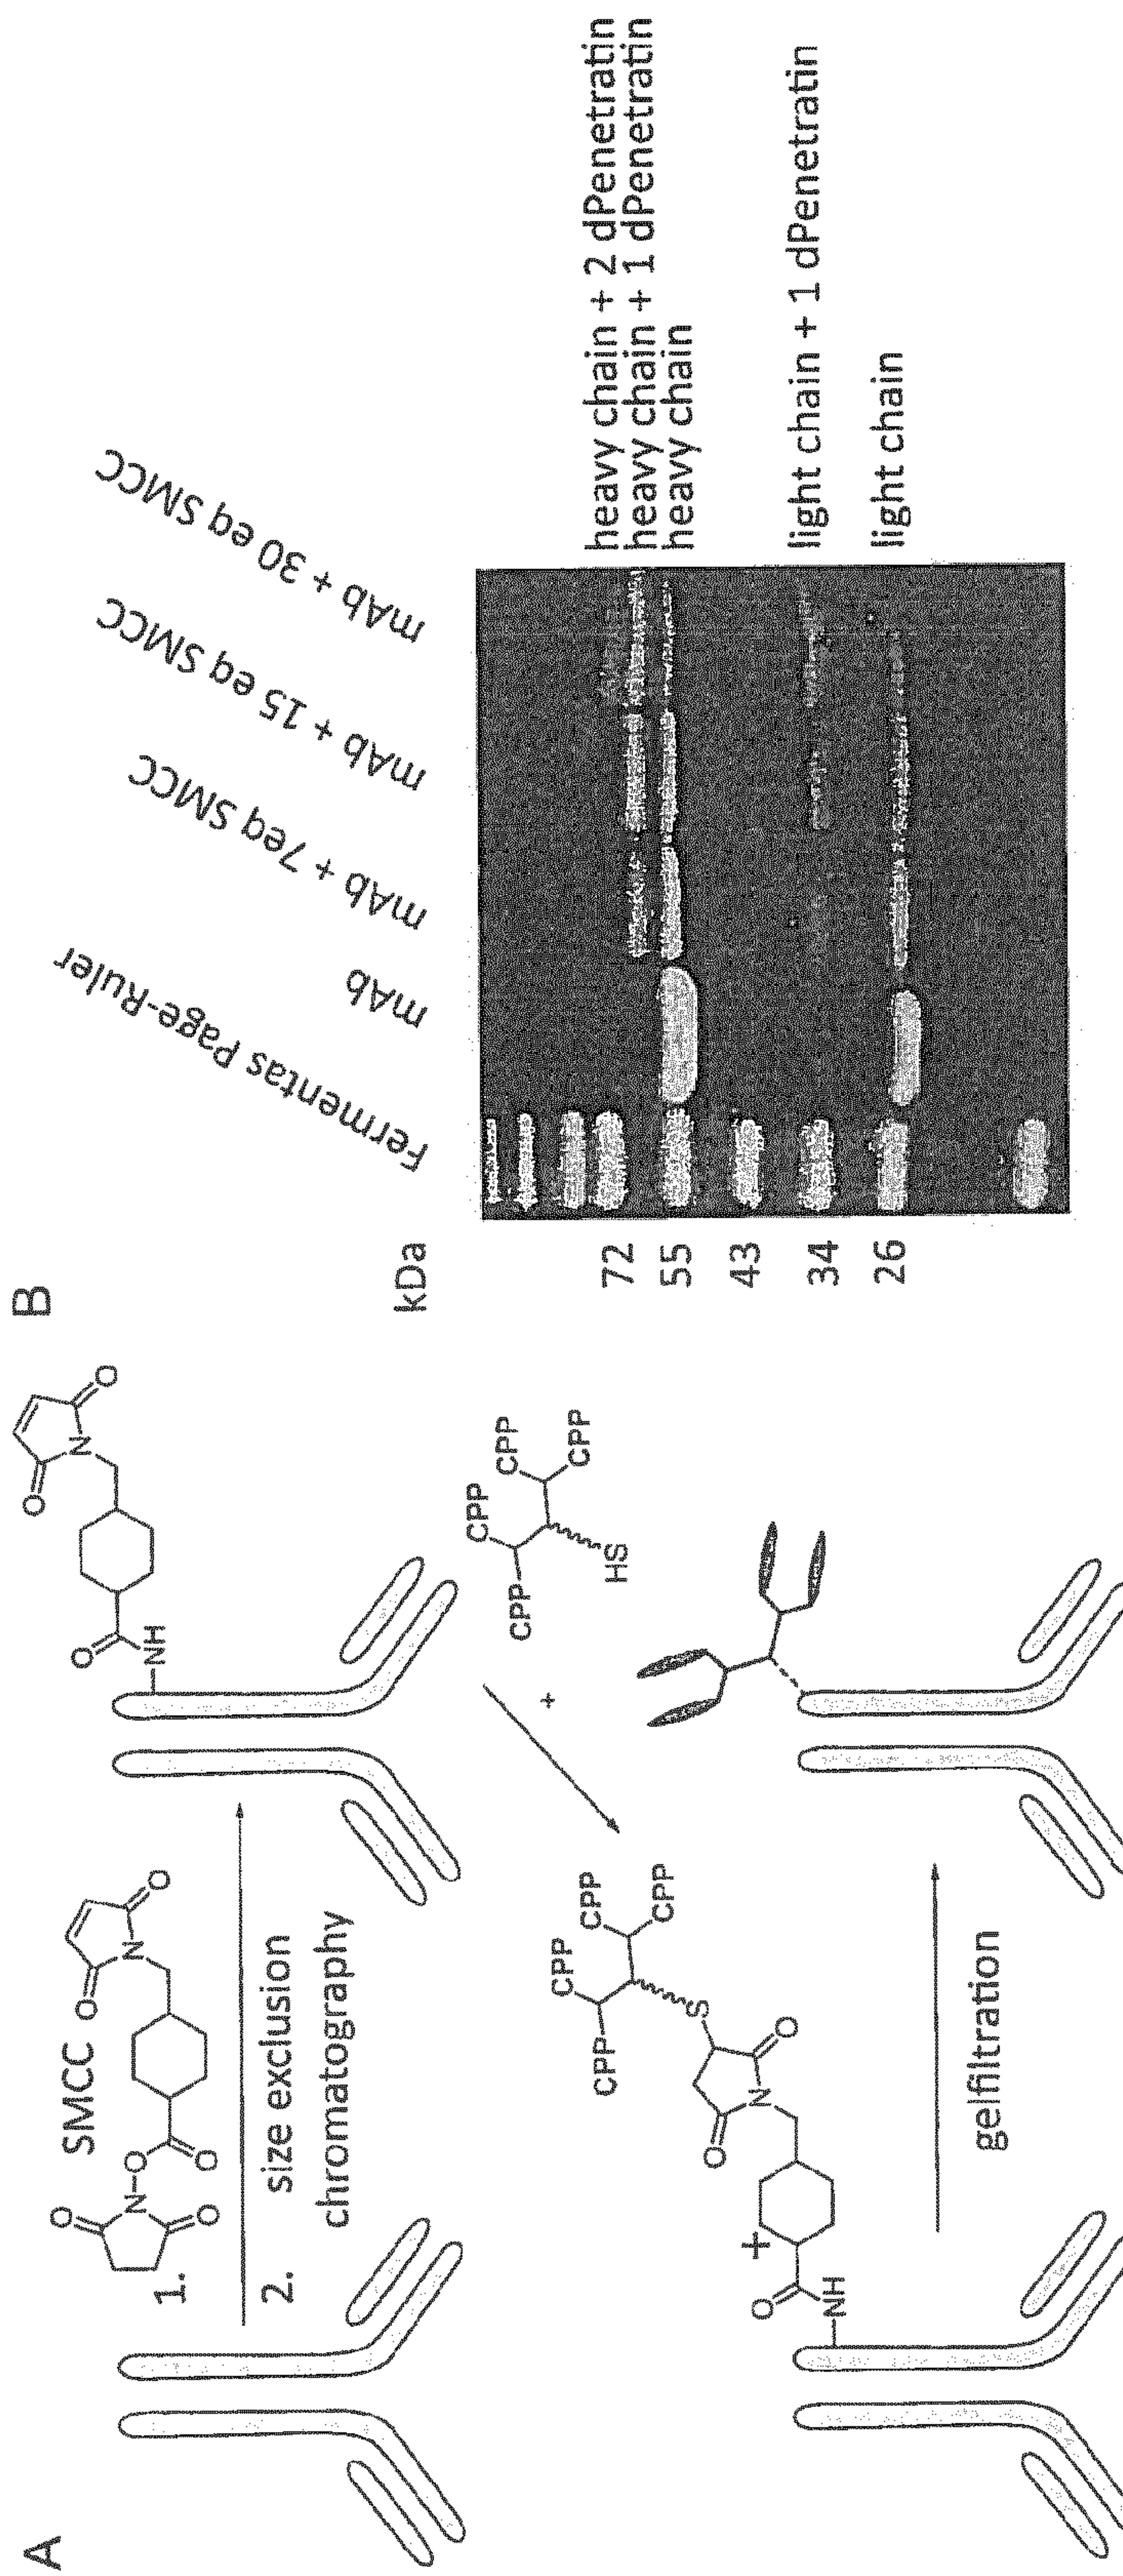 A
SMCC
O
O
N
O
O
O
N
O
1.
2. size exclusion
chromatography
O
N
O
O
NH
+
CPP
CPP
CPP
CPP
HS
CPP
CPP
CPP
CPP
S
O
N
O
+
O
NH
gelfiltration
B
Fermentas Page-Ruler
mAb
mAb + 7eq SMCC
mAb + 15 eq SMCC
mAb + 30 eq SMCC
kDa
72
55
43
34
26
heavy chain + 2 dPenetratin
heavy chain + 1 dPenetratin
heavy chain
light chain + 1 dPenetratin
light chain